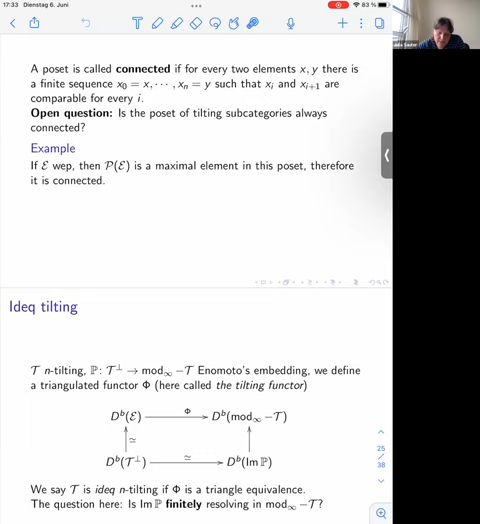 17:33 Dienstag 6. Juni
83 %
A poset is called connected if for every two elements x, y there is
a finite sequence x₀ = x, ⋯ , xₙ = y such that xᵢ and xᵢ₊₁ are
comparable for every i.
Open question: Is the poset of tilting subcategories always
connected?
Example
If ℰ wep, then 𝒫(ℰ) is a maximal element in this poset, therefore
it is connected.
Ideq tilting
𝒯 n-tilting, ℙ: 𝒯^⊥ → mod_∞ −𝒯 Enomoto's embedding, we define
a triangulated functor Φ (here called the tilting functor)
Dᵇ(ℰ) Φ Dᵇ(mod_∞ −𝒯)
≃
Dᵇ(𝒯^⊥) ≃ Dᵇ(Im ℙ)
We say 𝒯 is ideq n-tilting if Φ is a triangle equivalence.
The question here: Is Im ℙ finitely resolving in mod_∞ −𝒯?
25
/
38